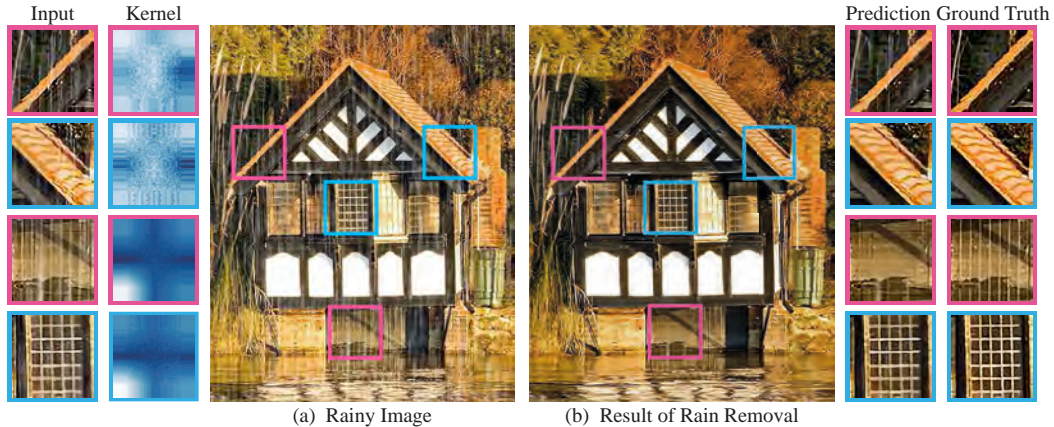 Input Kernel Prediction Ground Truth
(a) Rainy Image (b) Result of Rain Removal